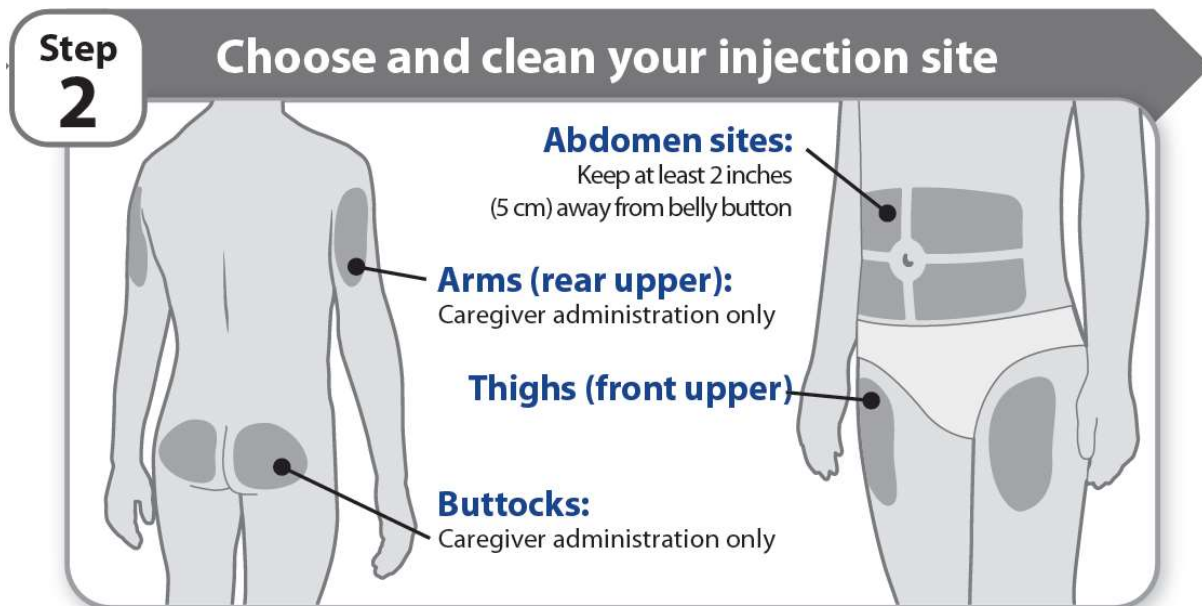 Step
2
Choose and clean your injection site
Abdomen sites:
Keep at least 2 inches
(5 cm) away from belly button
Arms (rear upper):
Caregiver administration only
Thighs (front upper)
Buttocks:
Caregiver administration only